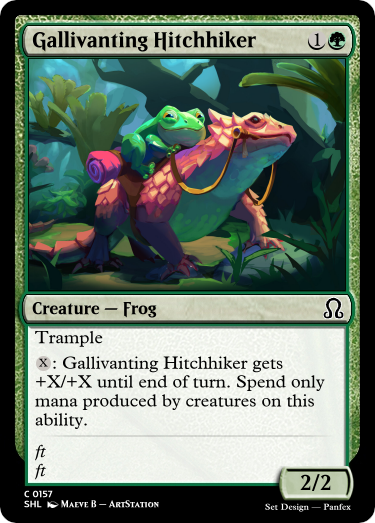 Gallivanting Hitchhiker 1
Creature — Frog
Trample
X: Gallivanting Hitchhiker gets
+X/+X until end of turn. Spend only
mana produced by creatures on this
ability.
ft
ft
2/2
C 0157
SHL Maeve B — ArtStation
Set Design — Panfex